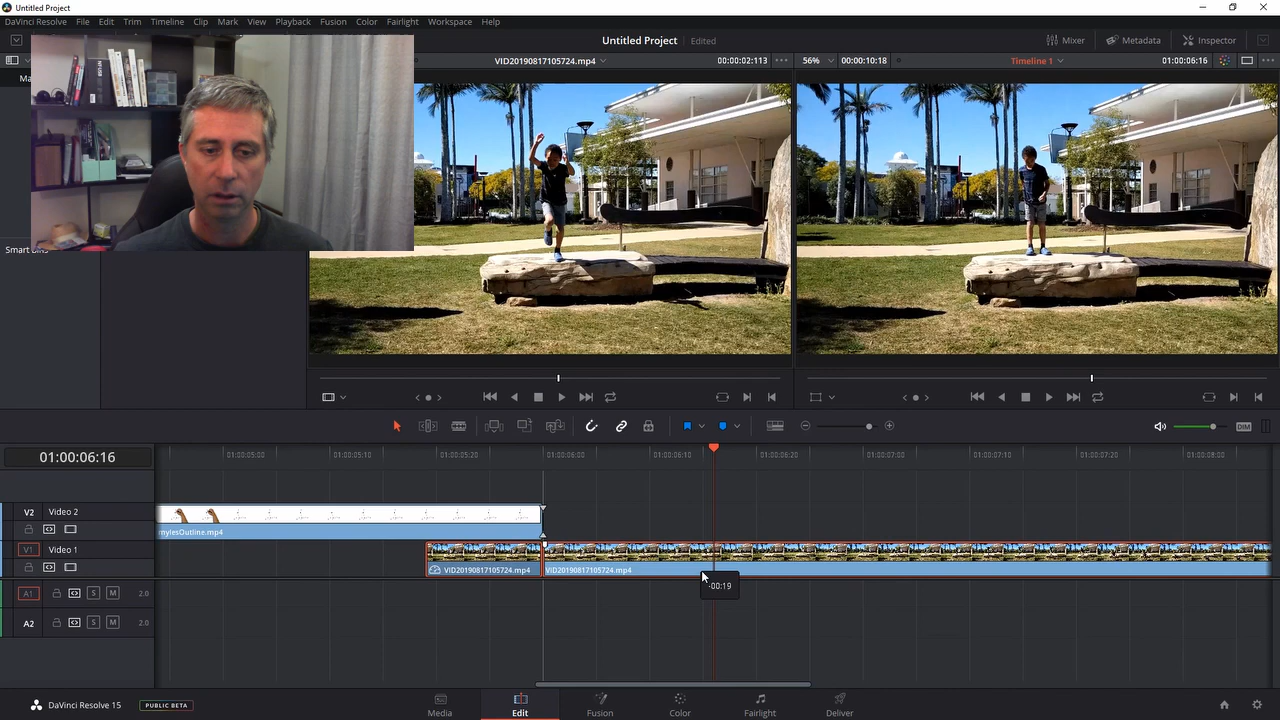 Untitled Project
DaVinci Resolve File Edit Trim Timeline Clip Mark View Playback Fusion Color Fairlight Workspace Help
Untitled Project Edited
Mixer Metadata Inspector
VID20190817105724.mp4 00:00:02:113
56% 00:00:10:18 Timeline 1 01:00:06:16
Ma
Smart Bins
01:00:06:16
01:00:05:00 01:00:05:10 01:00:05:20 01:00:06:00 01:00:06:10 01:00:06:20 01:00:07:00 01:00:07:10 01:00:07:20 01:00:08:00
DIM
V2 Video 2
mylesOutline.mp4
V1 Video 1
VID20190817105724.mp4 VID20190817105724.mp4
-00:19
A1 S M 2.0
A2 S M 2.0
DaVinci Resolve 15 PUBLIC BETA
Media Edit Fusion Color Fairlight Deliver